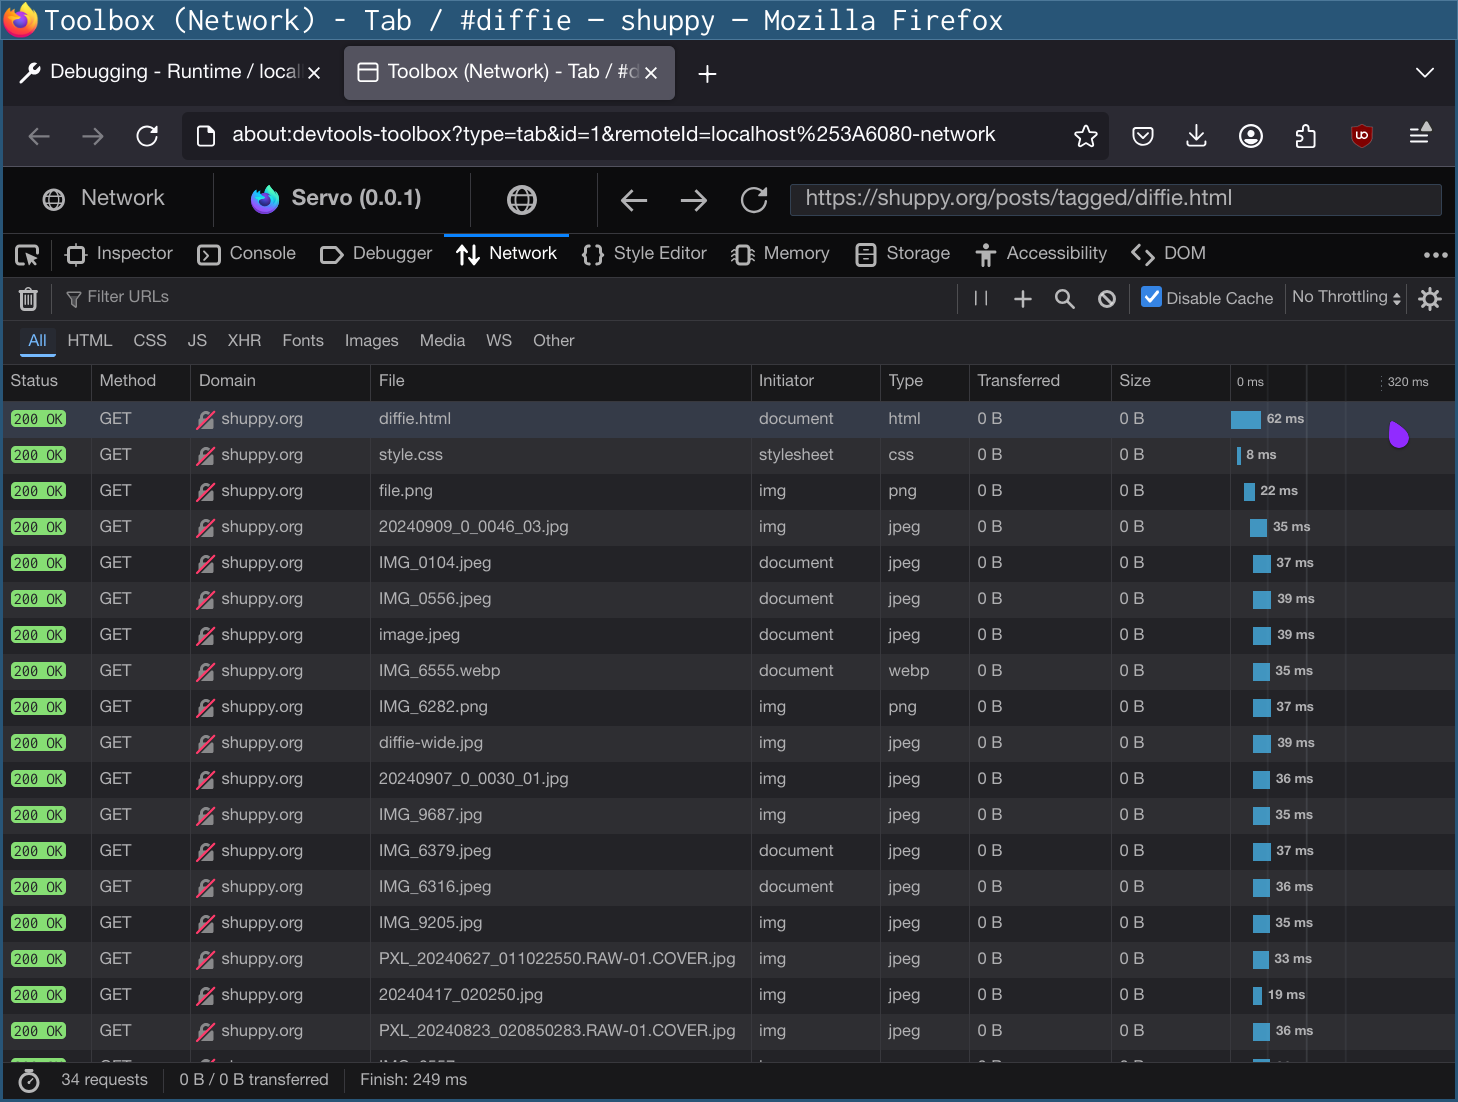 Toolbox (Network) - Tab / #diffie — shuppy — Mozilla Firefox
Debugging - Runtime / local
Toolbox (Network) - Tab / #d
about:devtools-toolbox?type=tab&id=1&remoteId=localhost%253A6080-network
Network Servo (0.0.1) https://shuppy.org/posts/tagged/diffie.html
Inspector Console Debugger Network Style Editor Memory Storage Accessibility DOM
Filter URLs Disable Cache No Throttling
All HTML CSS JS XHR Fonts Images Media WS Other
Status Method Domain File Initiator Type Transferred Size 0 ms 320 ms
200 OK GET shuppy.org diffie.html document html 0 B 0 B 62 ms
200 OK GET shuppy.org style.css stylesheet css 0 B 0 B 8 ms
200 OK GET shuppy.org file.png img png 0 B 0 B 22 ms
200 OK GET shuppy.org 20240909_0_0046_03.jpg img jpeg 0 B 0 B 35 ms
200 OK GET shuppy.org IMG_0104.jpeg document jpeg 0 B 0 B 37 ms
200 OK GET shuppy.org IMG_0556.jpeg document jpeg 0 B 0 B 39 ms
200 OK GET shuppy.org image.jpeg document jpeg 0 B 0 B 39 ms
200 OK GET shuppy.org IMG_6555.webp document webp 0 B 0 B 35 ms
200 OK GET shuppy.org IMG_6282.png img png 0 B 0 B 37 ms
200 OK GET shuppy.org diffie-wide.jpg img jpeg 0 B 0 B 39 ms
200 OK GET shuppy.org 20240907_0_0030_01.jpg img jpeg 0 B 0 B 36 ms
200 OK GET shuppy.org IMG_9687.jpg img jpeg 0 B 0 B 35 ms
200 OK GET shuppy.org IMG_6379.jpeg document jpeg 0 B 0 B 37 ms
200 OK GET shuppy.org IMG_6316.jpeg document jpeg 0 B 0 B 36 ms
200 OK GET shuppy.org IMG_9205.jpg img jpeg 0 B 0 B 35 ms
200 OK GET shuppy.org PXL_20240627_011022550.RAW-01.COVER.jpg img jpeg 0 B 0 B 33 ms
200 OK GET shuppy.org 20240417_020250.jpg img jpeg 0 B 0 B 19 ms
200 OK GET shuppy.org PXL_20240823_020850283.RAW-01.COVER.jpg img jpeg 0 B 0 B 36 ms
34 requests 0 B / 0 B transferred Finish: 249 ms